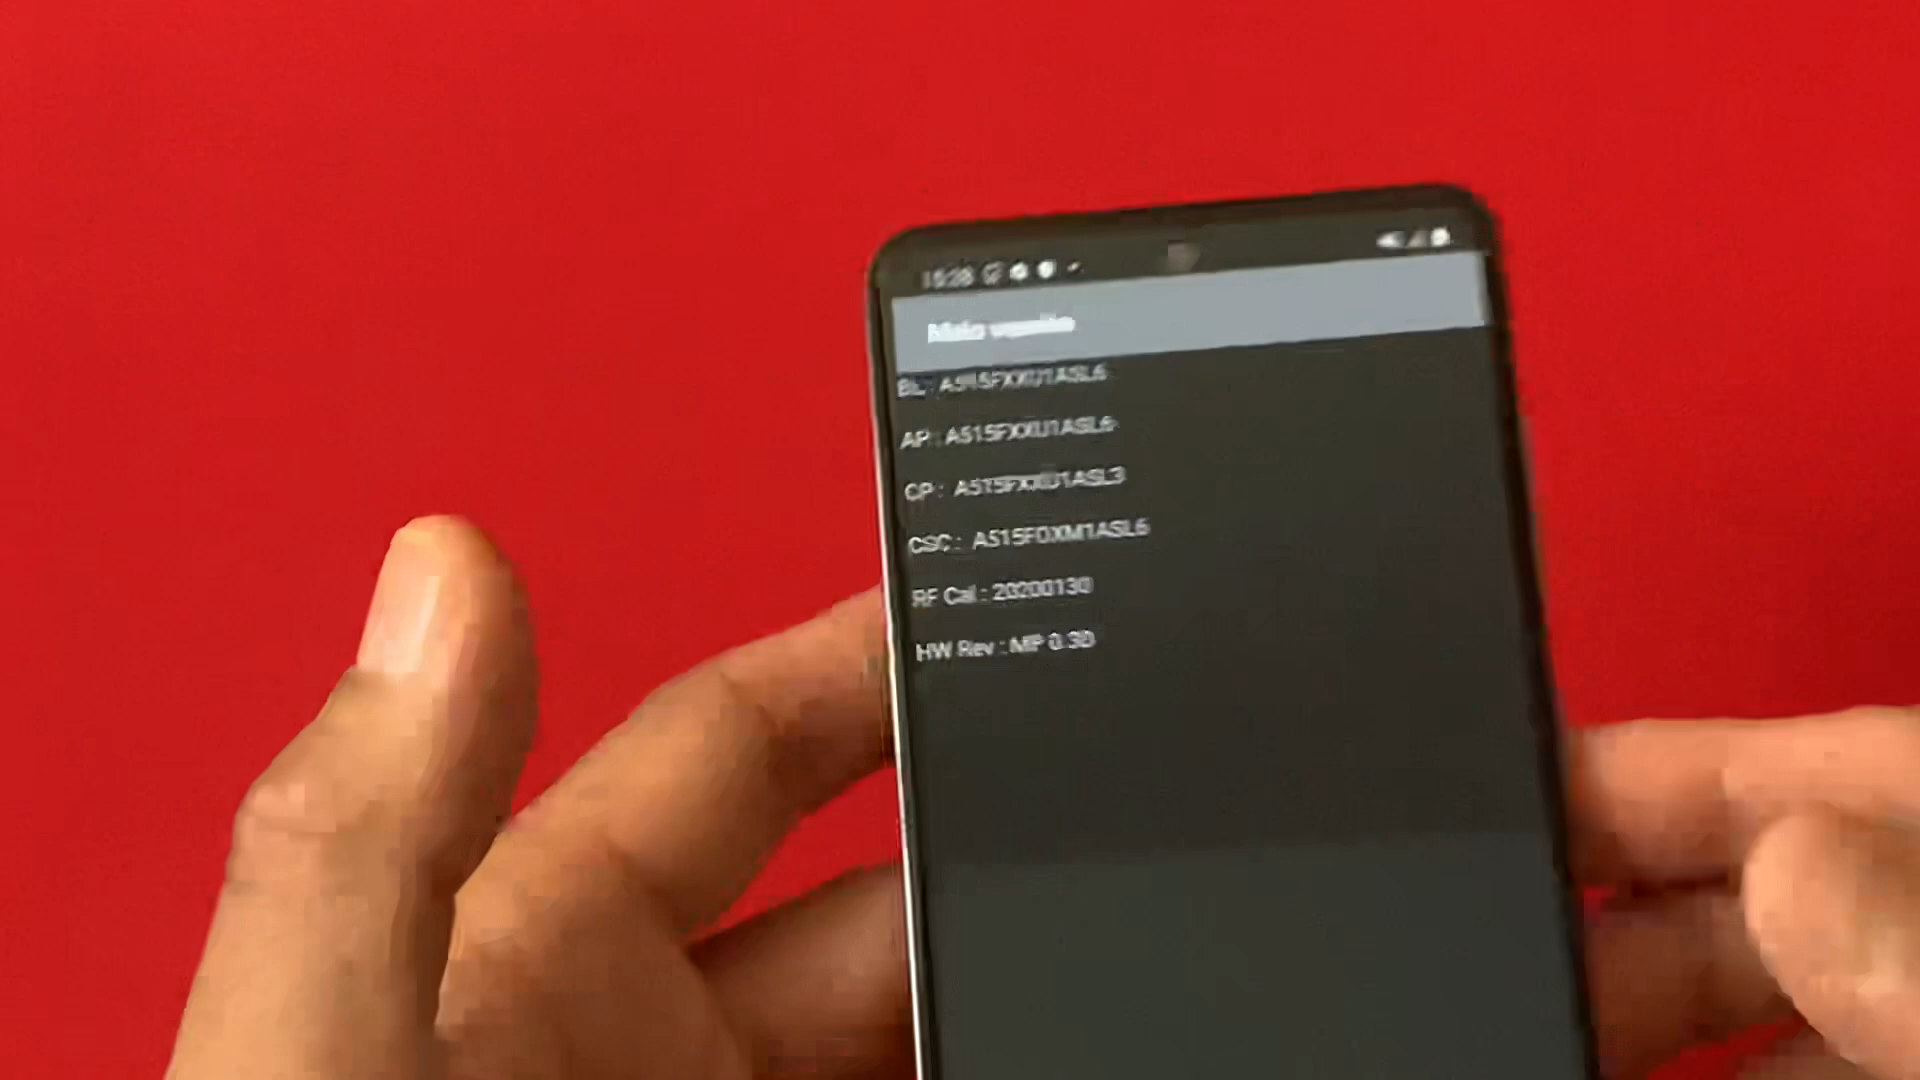 BL : A515FXXU1ASL6
AP : A515FXXU1ASL6
CP : A515FXXU1ASL3
CSC : A515FOXM1ASL6
RF Cal : 20200130
HW Rev : MP 0.30